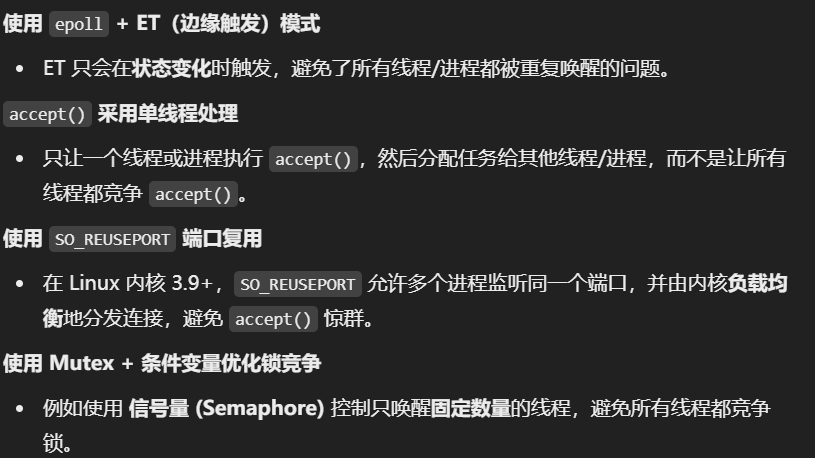 使用 epoll + ET（边缘触发）模式
• ET 只会在状态变化时触发，避免了所有线程/进程都被重复唤醒的问题。
accept() 采用单线程处理
• 只让一个线程或进程执行 accept()，然后分配任务给其他线程/进程，而不是让所有
线程都竞争 accept()。
使用 SO_REUSEPORT 端口复用
• 在 Linux 内核 3.9+，SO_REUSEPORT 允许多个进程监听同一个端口，并由内核负载均
衡地分发连接，避免 accept() 惊群。
使用 Mutex + 条件变量优化锁竞争
• 例如使用 信号量 (Semaphore) 控制只唤醒固定数量的线程，避免所有线程都竞争
锁。